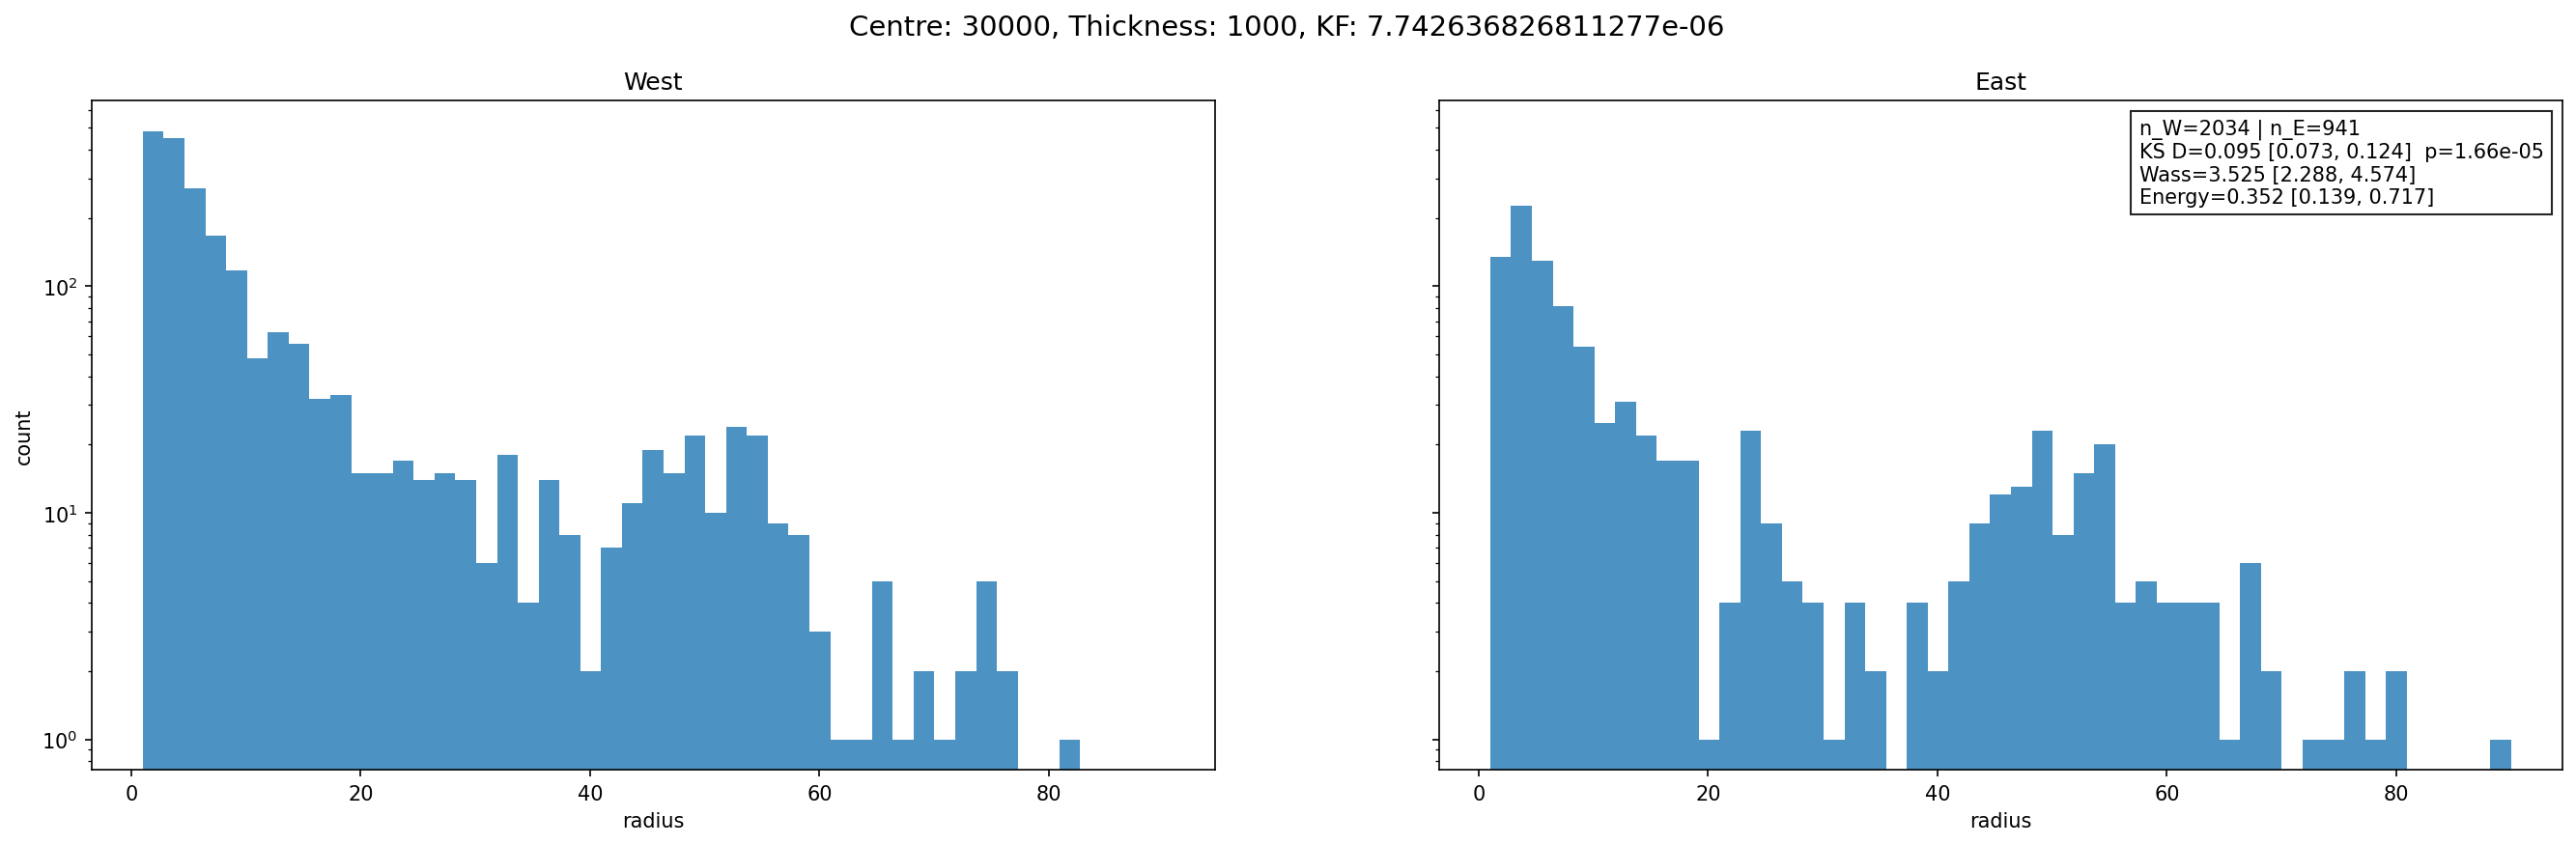 Centre: 30000, Thickness: 1000, KF: 7.742636826811277e-06
West
count
10²
10¹
10⁰
0 20 40 60 80
radius
East
n_W=2034 | n_E=941
KS D=0.095 [0.073, 0.124]  p=1.66e-05
Wass=3.525 [2.288, 4.574]
Energy=0.352 [0.139, 0.717]
0 20 40 60 80
radius